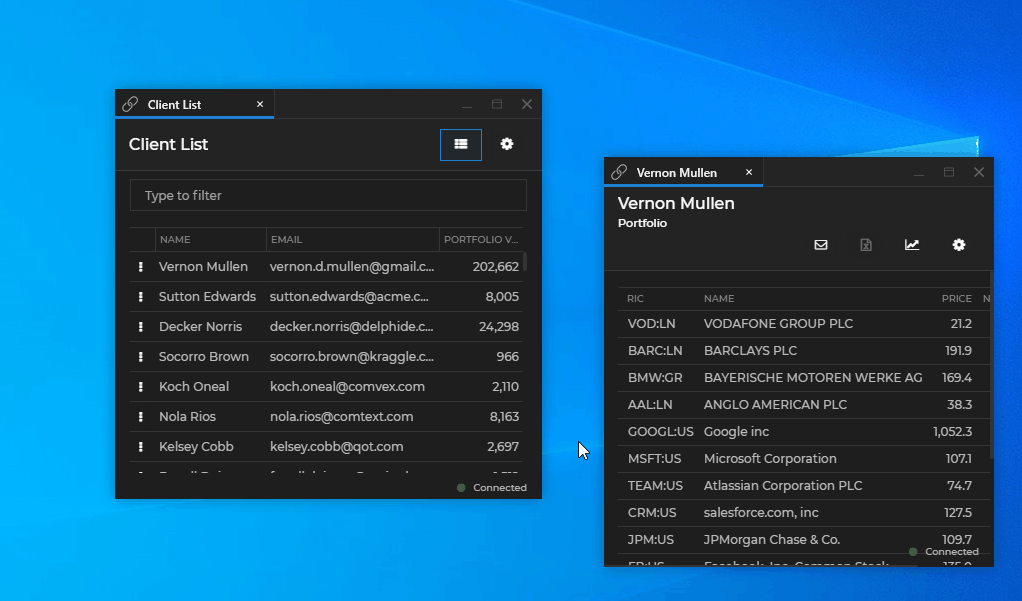 Client List
Client List
Type to filter
NAME EMAIL PORTFOLIO V...
Vernon Mullen vernon.d.mullen@gmail.c... 202,662
Sutton Edwards sutton.edwards@acme.c... 8,005
Decker Norris decker.norris@delphide.c... 24,298
Socorro Brown socorro.brown@kraggle.c... 966
Koch Oneal koch.oneal@comvex.com 2,110
Nola Rios nola.rios@comtext.com 8,163
Kelsey Cobb kelsey.cobb@qot.com 2,697
Connected
Vernon Mullen
Vernon Mullen
Portfolio
RIC NAME PRICE N
VOD:LN VODAFONE GROUP PLC 21.2
BARC:LN BARCLAYS PLC 191.9
BMW:GR BAYERISCHE MOTOREN WERKE AG 169.4
AAL:LN ANGLO AMERICAN PLC 38.3
GOOGL:US Google inc 1,052.3
MSFT:US Microsoft Corporation 107.1
TEAM:US Atlassian Corporation PLC 74.7
CRM:US salesforce.com, inc 127.5
JPM:US JPMorgan Chase & Co. 109.7
Connected